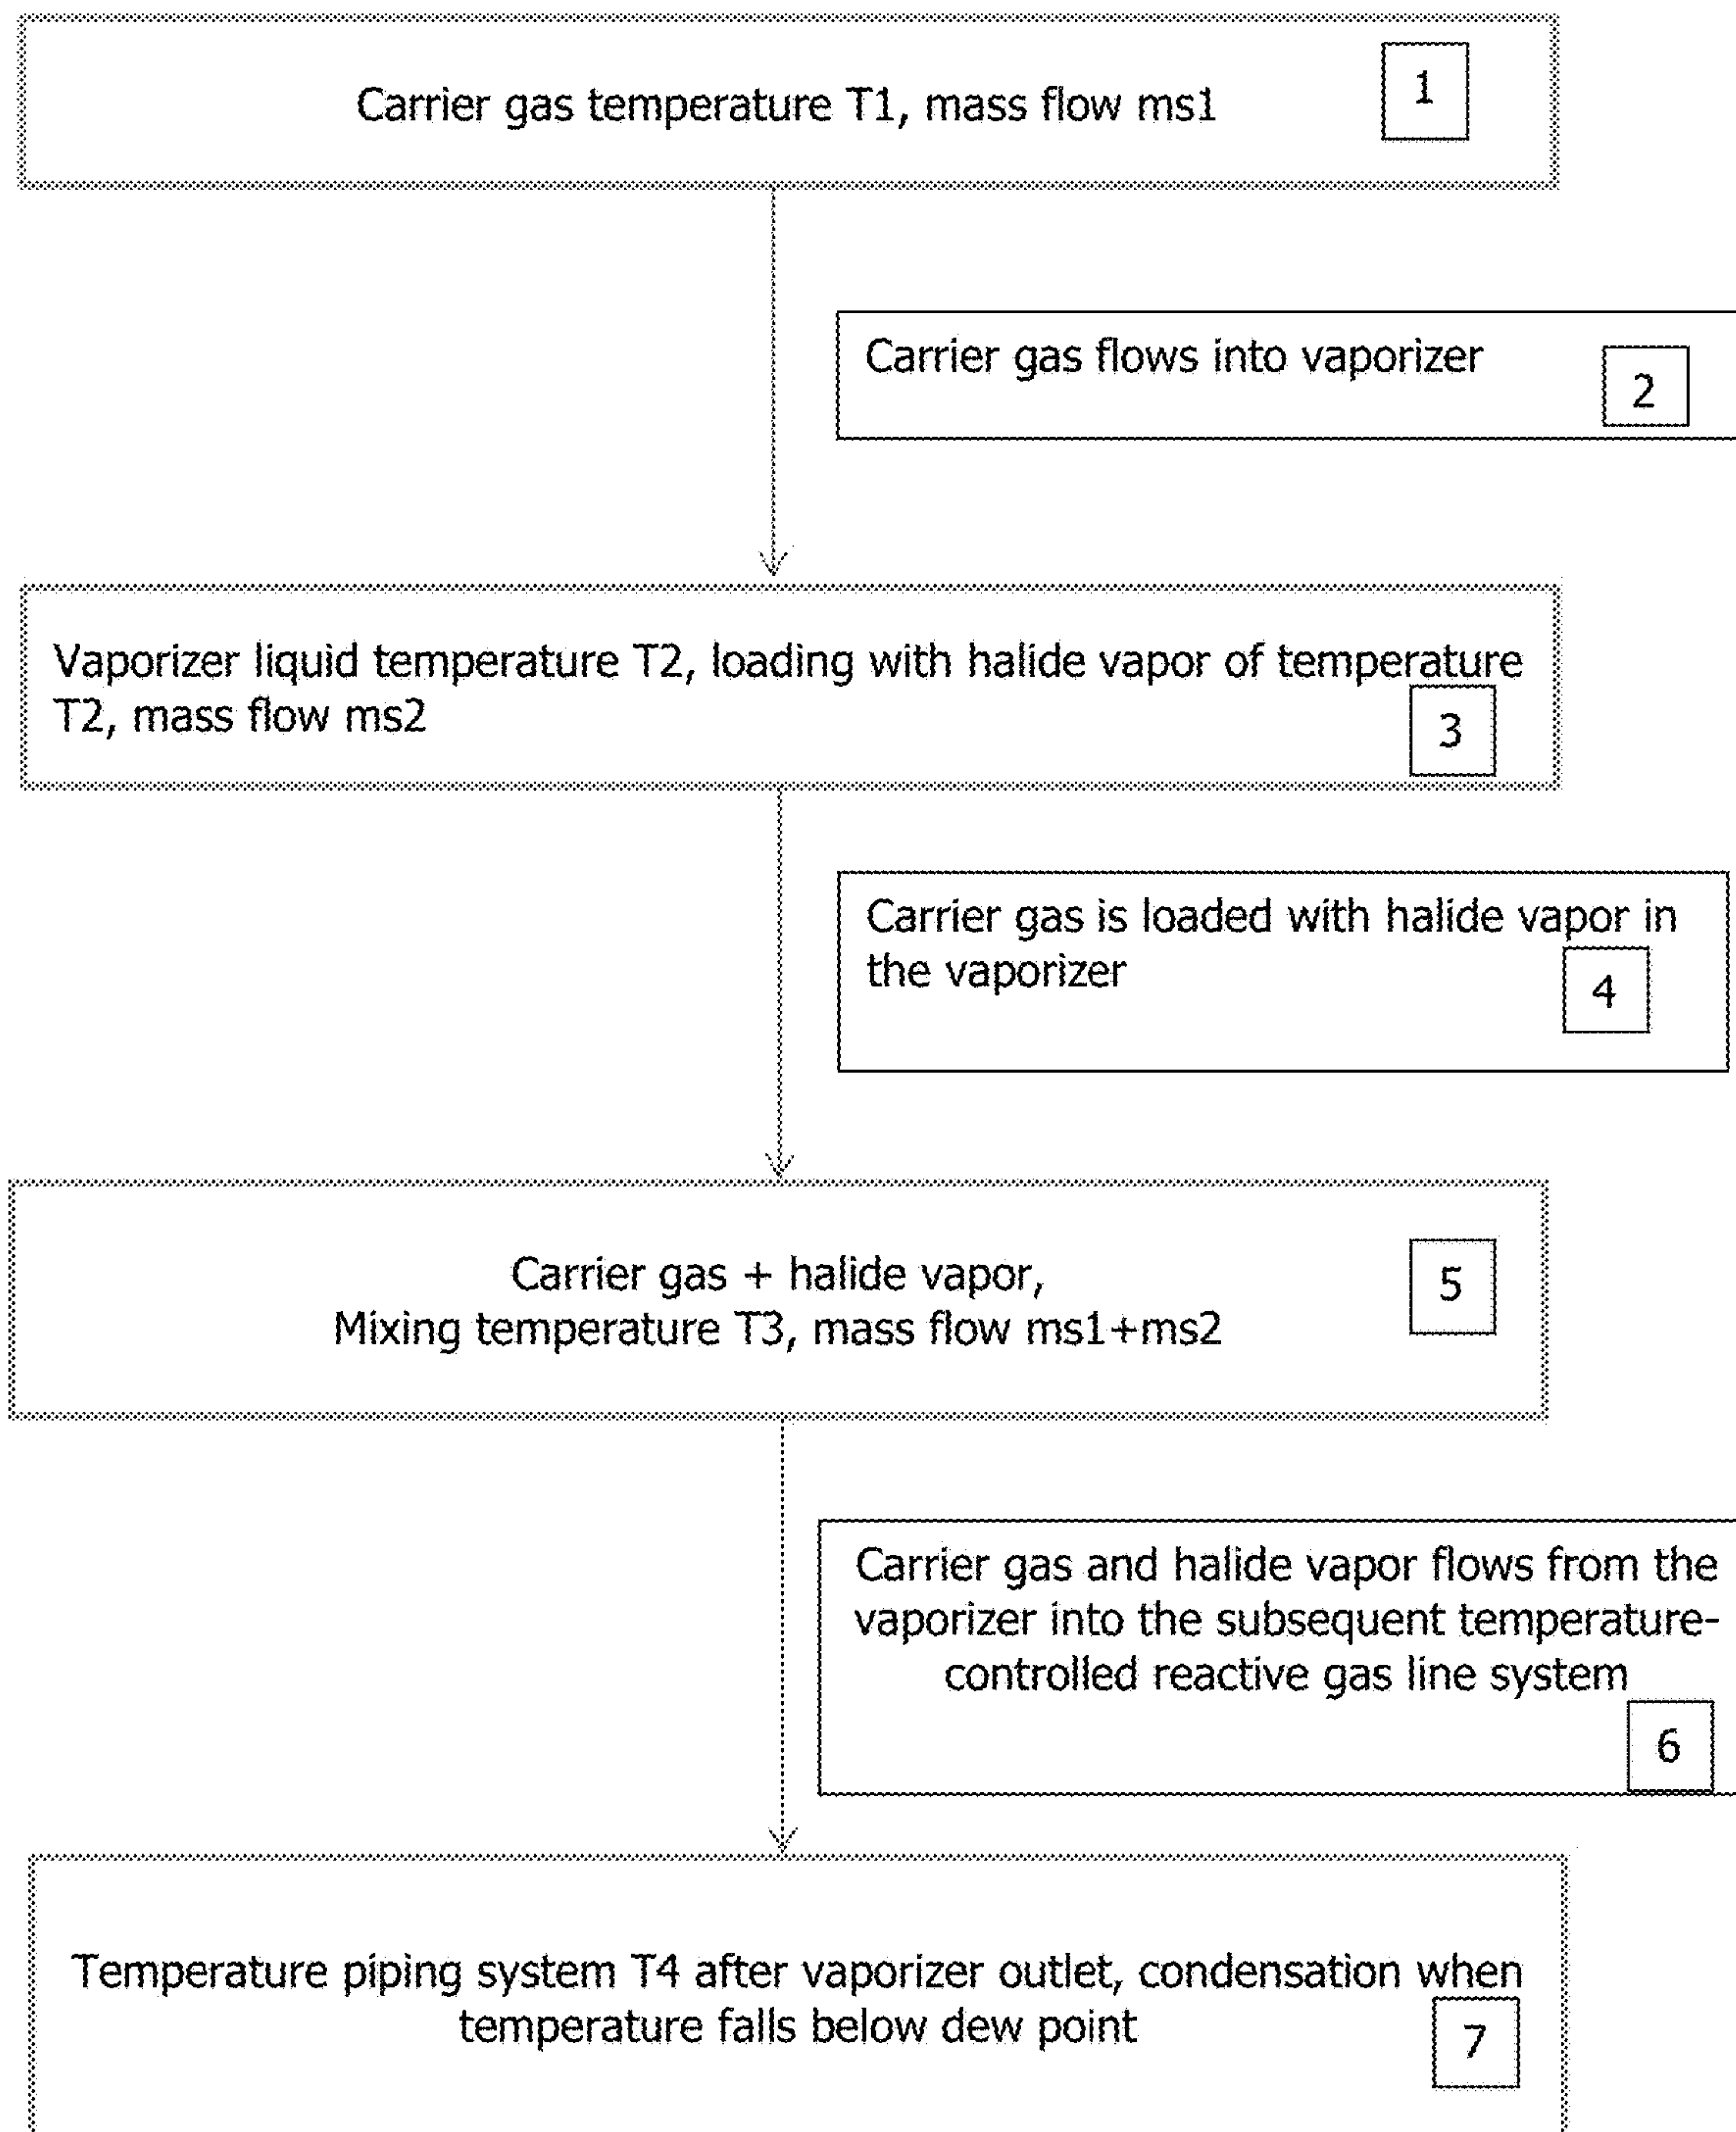 Carrier gas temperature T1, mass flow ms1
1
Carrier gas flows into vaporizer
2
Vaporizer liquid temperature T2, loading with halide vapor of temperature
T2, mass flow ms2
3
Carrier gas is loaded with halide vapor in
the vaporizer
4
Carrier gas + halide vapor,
Mixing temperature T3, mass flow ms1+ms2
5
Carrier gas and halide vapor flows from the
vaporizer into the subsequent temperature-
controlled reactive gas line system
6
Temperature piping system T4 after vaporizer outlet, condensation when
temperature falls below dew point
7